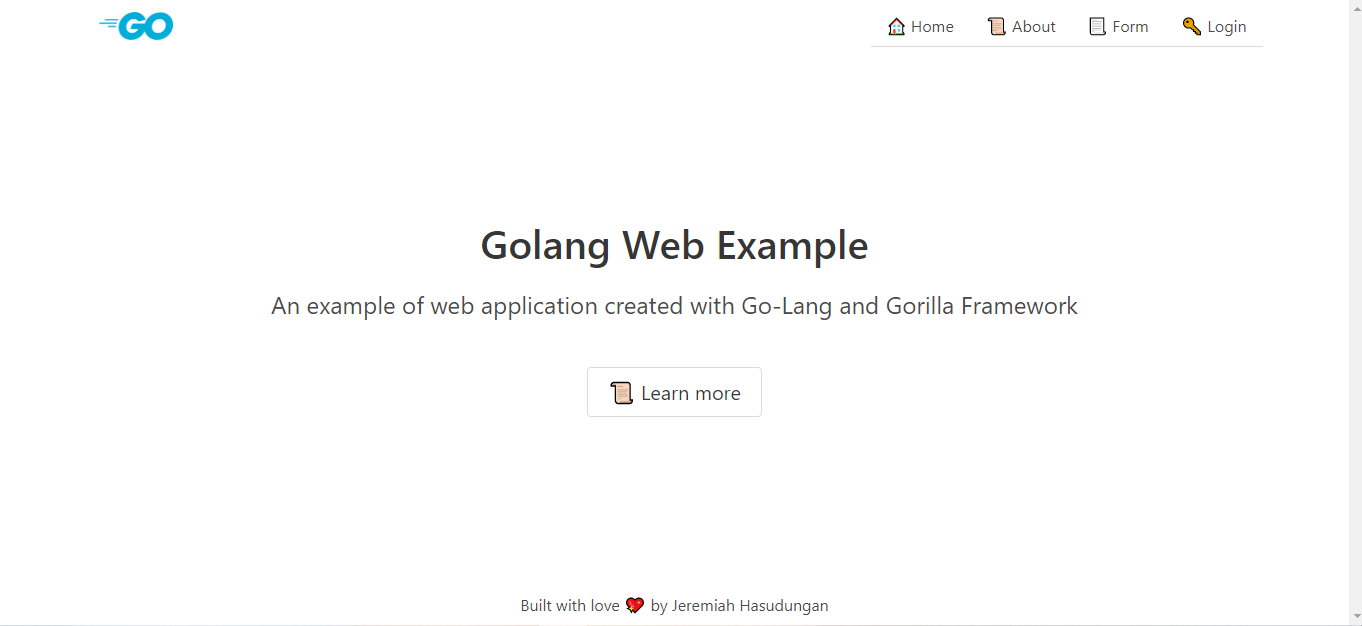 GO
Home About Form Login
Golang Web Example
An example of web application created with Go-Lang and Gorilla Framework
Learn more
Built with love 💖 by Jeremiah Hasudungan